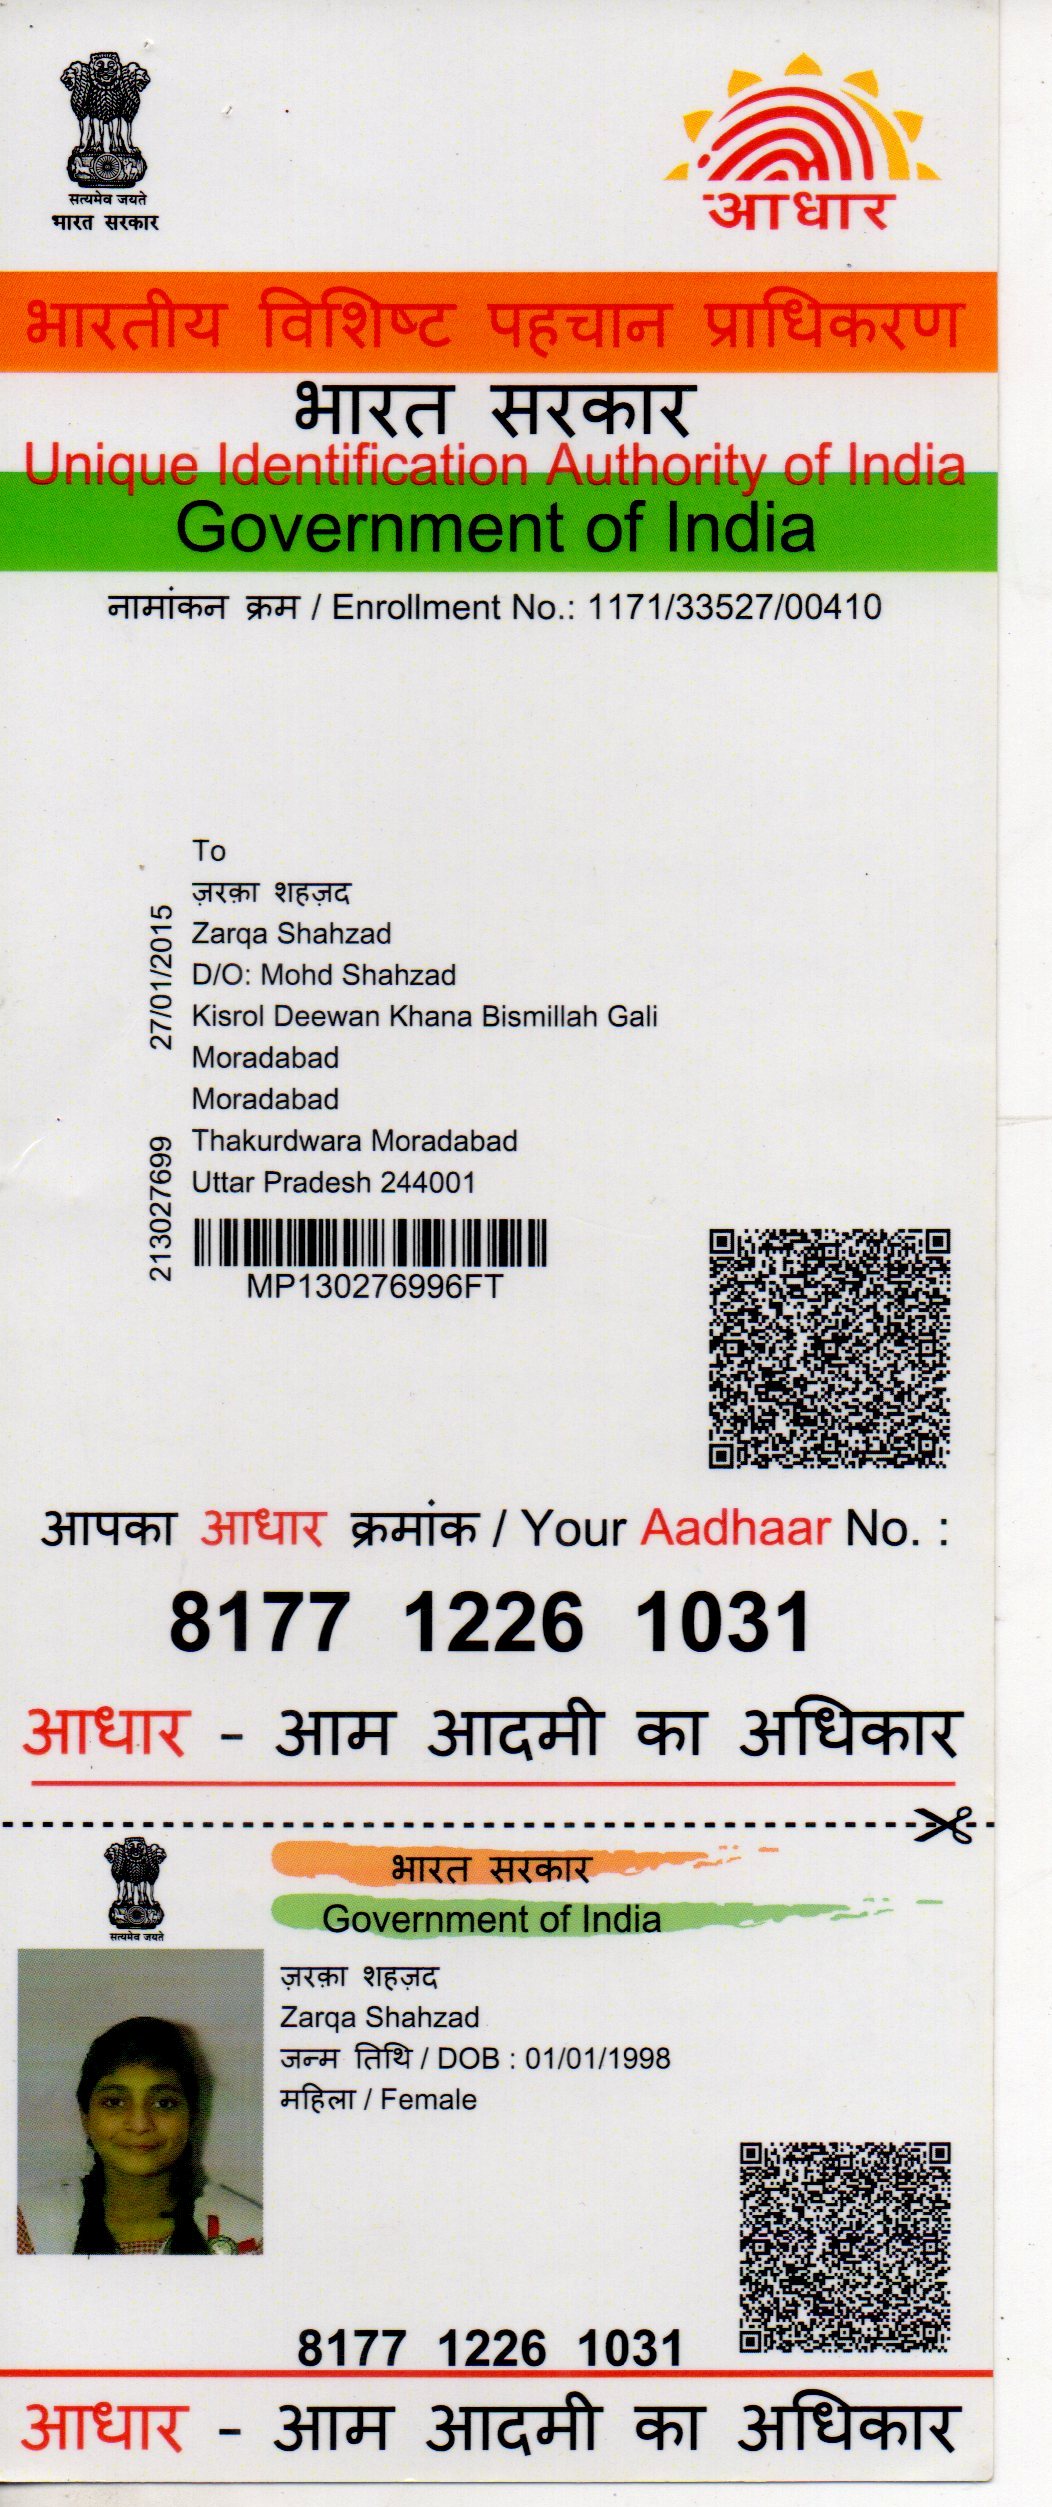 सत्यमेव जयते
भारत सरकार
आधार
भारतीय विशिष्ट पहचान प्राधिकरण
भारत सरकार
Unique Identification Authority of India
Government of India
नामांकन क्रम / Enrollment No.: 1171/33527/00410
To
ज़रक़ा शहज़द
Zarqa Shahzad
D/O: Mohd Shahzad
Kisrol Deewan Khana Bismillah Gali
Moradabad
Moradabad
Thakurdwara Moradabad
Uttar Pradesh 244001
27/01/2015
213027699
MP130276996FT
आपका आधार क्रमांक / Your Aadhaar No. :
8177 1226 1031
आधार - आम आदमी का अधिकार
सत्यमेव जयते
भारत सरकार
Government of India
ज़रक़ा शहज़द
Zarqa Shahzad
जन्म तिथि / DOB : 01/01/1998
महिला / Female
8177 1226 1031
आधार - आम आदमी का अधिकार